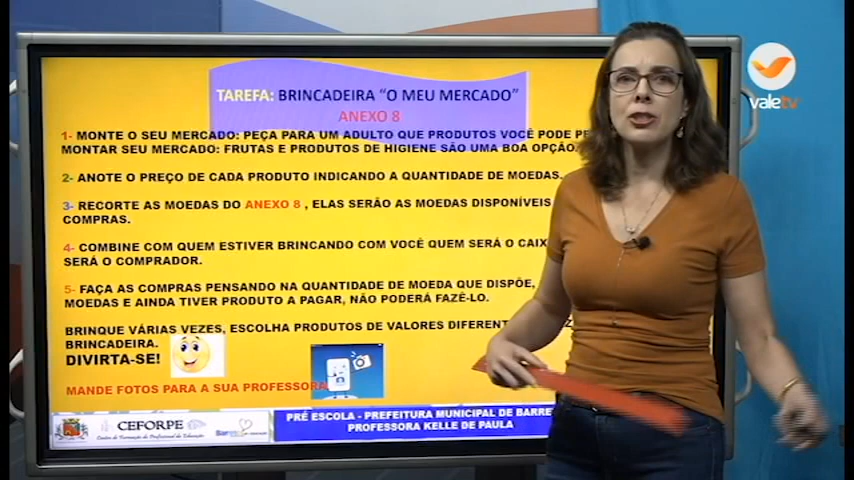 TAREFA: BRINCADEIRA "O MEU MERCADO"
ANEXO 8
1- MONTE O SEU MERCADO: PEÇA PARA UM ADULTO QUE PRODUTOS VOCÊ PODE
MONTAR SEU MERCADO: FRUTAS E PRODUTOS DE HIGIENE SÃO UMA BOA OPÇÃO.
2- ANOTE O PREÇO DE CADA PRODUTO INDICANDO A QUANTIDADE DE MOEDAS.
3- RECORTE AS MOEDAS DO ANEXO 8 , ELAS SERÃO AS MOEDAS DISPONÍVEIS
COMPRAS.
4- COMBINE COM QUEM ESTIVER BRINCANDO COM VOCÊ QUEM SERÁ O
SERÁ O COMPRADOR.
5- FAÇA AS COMPRAS PENSANDO NA QUANTIDADE DE MOEDA QUE DISPÕE,
MOEDAS E AINDA TIVER PRODUTO A PAGAR, NÃO PODERÁ FAZÊ-LO.
BRINQUE VÁRIAS VEZES, ESCOLHA PRODUTOS DE VALORES
BRINCADEIRA.
DIVIRTA-SE!
MANDE FOTOS PARA A SUA PROFESSORA
CEFORPE
PRÉ ESCOLA - PREFEITURA MUNICIPAL DE
PROFESSORA KELLE DE PAULA
valetv